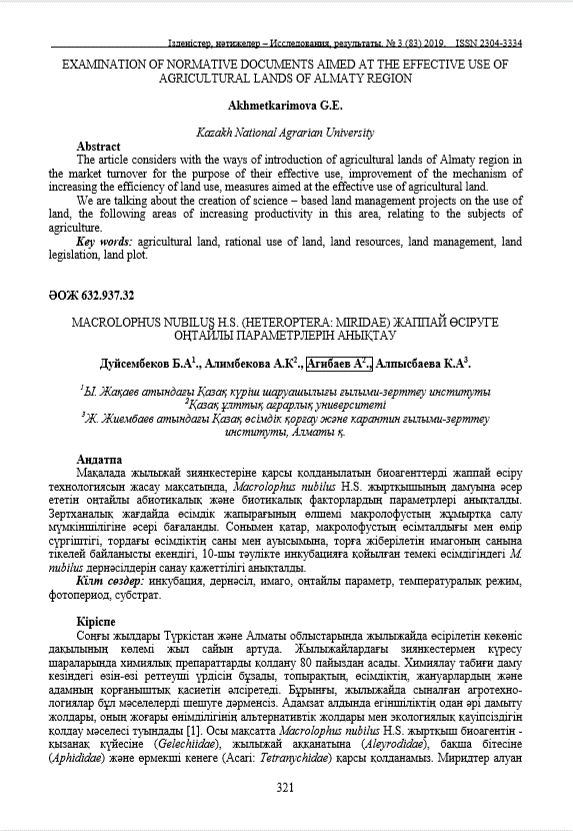 Ізденістер, нәтижелер – Исследования, результаты. № 3 (83) 2019. ISSN 2304-3334
EXAMINATION OF NORMATIVE DOCUMENTS AIMED AT THE EFFECTIVE USE OF
AGRICULTURAL LANDS OF ALMATY REGION
Akhmetkarimova G.E.
Kazakh National Agrarian University
Abstract
The article considers with the ways of introduction of agricultural lands of Almaty region in
the market turnover for the purpose of their effective use, improvement of the mechanism of
increasing the efficiency of land use, measures aimed at the effective use of agricultural land.
We are talking about the creation of science – based land management projects on the use of
land, the following areas of increasing productivity in this area, relating to the subjects of
agriculture.
Key words: agricultural land, rational use of land, land resources, land management, land
legislation, land plot.
ӘОЖ 632.937.32
MACROLOPHUS NUBILUS H.S. (HETEROPTERA: MIRIDAE) ЖАППАЙ ӨСІРУГЕ
ОҢТАЙЛЫ ПАРАМЕТРЛЕРІН АНЫҚТАУ
Дуйсембеков Б.А¹., Алимбекова А.К²., Агибаев А²., Алпысбаева К.А³.
¹Ы. Жақаев атындағы Қазақ күріш шаруашылығы ғылыми-зерттеу институты
²Қазақ ұлттық аграрлық университеті
³Ж. Жиембаев атындағы Қазақ өсімдік қорғау және карантин ғылыми-зерттеу
институты, Алматы қ.
Андатпа
Мақалада жылыжай зиянкестеріне қарсы қолданылатын биоагенттерді жаппай өсіру
технологиясын жасау мақсатында, Macrolophus nubilus H.S. жыртқышының дамуына әсер
ететін оңтайлы абиотикалық және биотикалық факторлардың параметрлері анықталды.
Зертханалық жағдайда өсімдік жапырағының өлшемі макролофустың жұмыртқа салу
мүмкіншілігіне әсері бағаланды. Сонымен қатар, макролофустың өсімталдығы мен өмір
сүргіштігі, тордағы өсімдіктің саны мен ауысымына, торға жіберілетін имагоның санына
тікелей байланысты екендігі, 10-шы тәулікте инкубацияға қойылған темекі өсімдігіндегі M.
nubilus дернәсілдерін санау қажеттілігі анықталды.
Кілт сөздер: инкубация, дернәсіл, имаго, оңтайлы параметр, температуралық режим,
фотопериод, субстрат.
Кіріспе
Соңғы жылдары Түркістан және Алматы облыстарында жылыжайда өсірілетін көкөніс
дақылының көлемі жыл сайын артуда. Жылыжайлардағы зиянкестермен күресу
шараларында химиялық препараттарды қолдану 80 пайыздан асады. Химиялау табиғи даму
кезіндегі өзін-өзі реттеуші үрдісін бұзады, топырақтын, өсімдіктің, жануарлардың және
адамның қорғаныштық қасиетін әлсіретеді. Бұрынғы, жылыжайда сыналған агротехно-
логиялар бұл мәселелерді шешуге дәрменсіз. Адамзат алдында егіншіліктің одан әрі дамыту
жолдары, оның жоғары өнімділігінің альтернативтік жолдары мен экологиялық қауіпсіздігін
қолдау мәселесі туындады [1]. Осы мақсатта Macrolophus nubilus H.S. жыртқыш биоагентін -
қызанақ күйесіне (Gelechiidae), жылыжай аққанатына (Aleyrodidae), бақша бітесіне
(Aphididae) және өрмекші кенеге (Acari: Tetranychidae) қарсы қолданамыз. Миридтер алуан
321